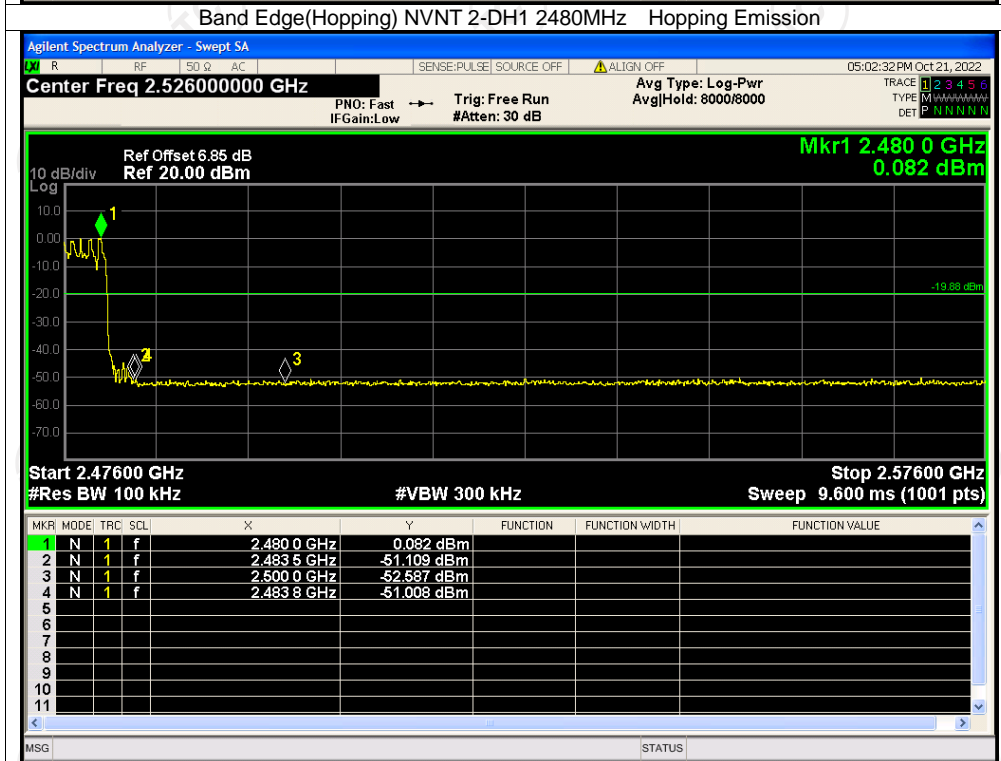 Band Edge(Hopping) NVNT 2-DH1 2480MHz Hopping Emission
Agilent Spectrum Analyzer - Swept SA
LXI R RF 50 Ω AC SENSE:PULSE SOURCE OFF ALIGN OFF 05:02:32 PM Oct 21, 2022
Center Freq 2.526000000 GHz
PNO: Fast
IFGain:Low
Trig: Free Run
#Atten: 30 dB
Avg Type: Log-Pwr
Avg|Hold: 8000/8000
TRACE 1 2 3 4 5 6
TYPE M
DET P N N N N N
Ref Offset 6.85 dB
Ref 20.00 dBm
10 dB/div
Log
Mkr1 2.480 0 GHz
0.082 dBm
10.0
0.00
-10.0
-20.0
-30.0
-40.0
-50.0
-60.0
-70.0
1
3
-19.88 dBm
Start 2.47600 GHz
Stop 2.57600 GHz
#Res BW 100 kHz
#VBW 300 kHz
Sweep 9.600 ms (1001 pts)
MKR MODE TRC SCL X Y FUNCTION FUNCTION WIDTH FUNCTION VALUE
1 N 1 f 2.480 0 GHz 0.082 dBm
2 N 1 f 2.483 5 GHz -51.109 dBm
3 N 1 f 2.500 0 GHz -52.587 dBm
4 N 1 f 2.483 8 GHz -51.008 dBm
5
6
7
8
9
10
11
MSG STATUS